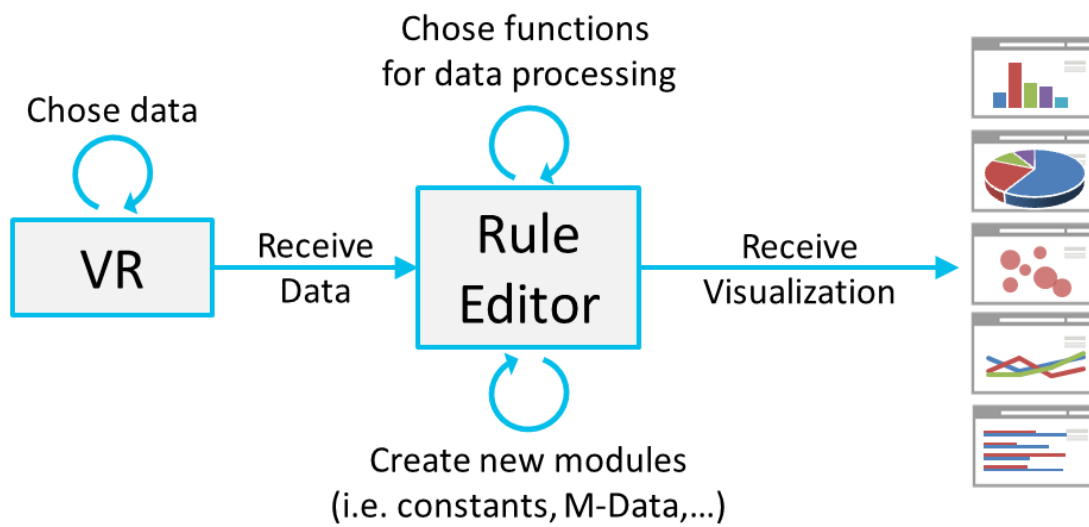 Chose functions
for data processing
Chose data
VR
Receive
Data
Rule
Editor
Receive
Visualization
Create new modules
(i.e. constants, M-Data,...)